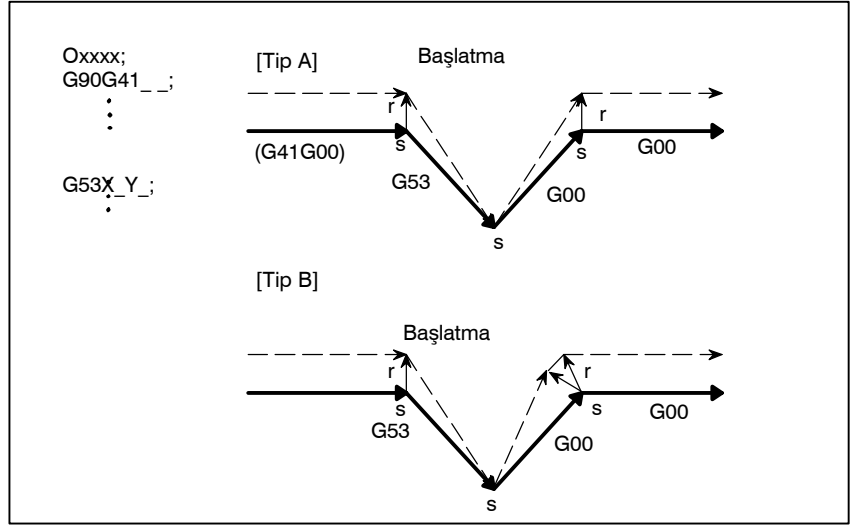 Oxxxx;
G90G41_ _;
G53X_Y_;
[Tip A]
Başlatma
r
r
s
s
(G41G00)
G00
G53
G00
s
[Tip B]
Başlatma
r
r
s
s
G53
G00
G00
s